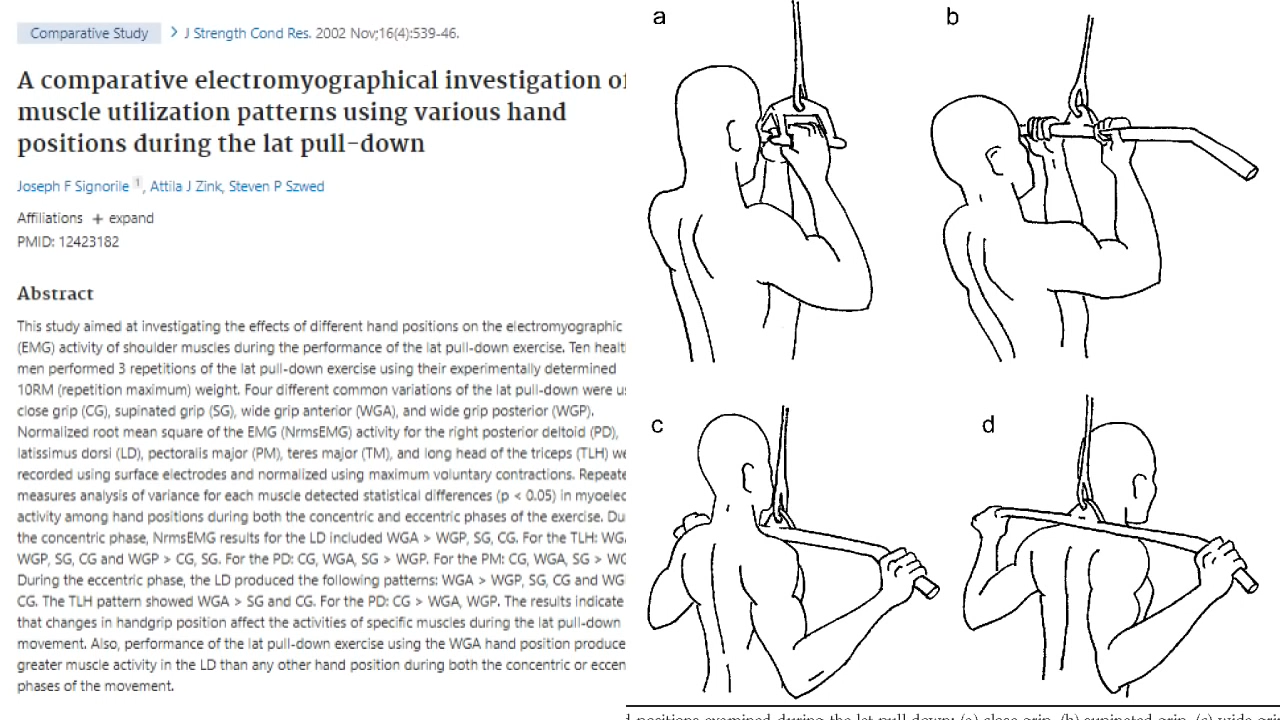 Comparative Study > J Strength Cond Res. 2002 Nov;16(4):539-46.
A comparative electromyographical investigation of
muscle utilization patterns using various hand
positions during the lat pull-down
Joseph F Signorile 1, Attila J Zink, Steven P Szwed
Affiliations + expand
PMID: 12423182
Abstract
This study aimed at investigating the effects of different hand positions on the electromyographic
(EMG) activity of shoulder muscles during the performance of the lat pull-down exercise. Ten
men performed 3 repetitions of the lat pull-down exercise using their experimentally determined
10RM (repetition maximum) weight. Four different common variations of the lat pull-down were
close grip (CG), supinated grip (SG), wide grip anterior (WGA), and wide grip posterior (WGP).
Normalized root mean square of the EMG (NrmsEMG) activity for the right posterior deltoid (PD),
latissimus dorsi (LD), pectoralis major (PM), teres major (TM), and long head of the triceps (TLH)
recorded using surface electrodes and normalized using maximum voluntary contractions.
measures analysis of variance for each muscle detected statistical differences (p < 0.05) in
activity among hand positions during both the concentric and eccentric phases of the exercise.
the concentric phase, NrmsEMG results for the LD included WGA > WGP, SG, CG. For the TLH:
WGP, SG, CG and WGP > CG, SG. For the PD: CG, WGA, SG > WGP. For the PM: CG, WGA, SG >
During the eccentric phase, the LD produced the following patterns: WGA > WGP, SG, CG and
CG. The TLH pattern showed WGA > SG and CG. For the PD: CG > WGA, WGP. The results indicate
that changes in handgrip position affect the activities of specific muscles during the lat pull-down
movement. Also, performance of the lat pull-down exercise using the WGA hand position
greater muscle activity in the LD than any other hand position during both the concentric or
phases of the movement.
a
b
c
d
positions examined during the lat pull down: (a) close grip, (b) supinated grip, (c) wide